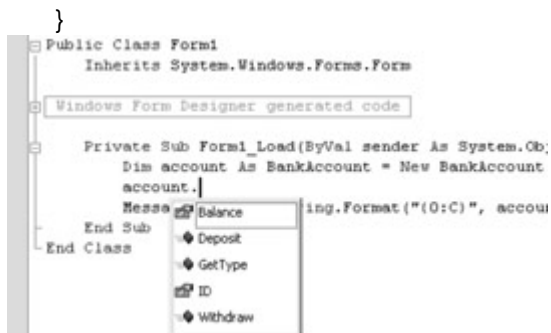 }
Public Class Form1
Inherits System.Windows.Forms.Form
Windows Form Designer generated code
Private Sub Form1_Load(ByVal sender As System.Obj
Dim account As BankAccount = New BankAccount
account.
Messa ing.Format("(0:C)", accoun
Balance
End Sub
Deposit
End Class
GetType
ID
Withdraw